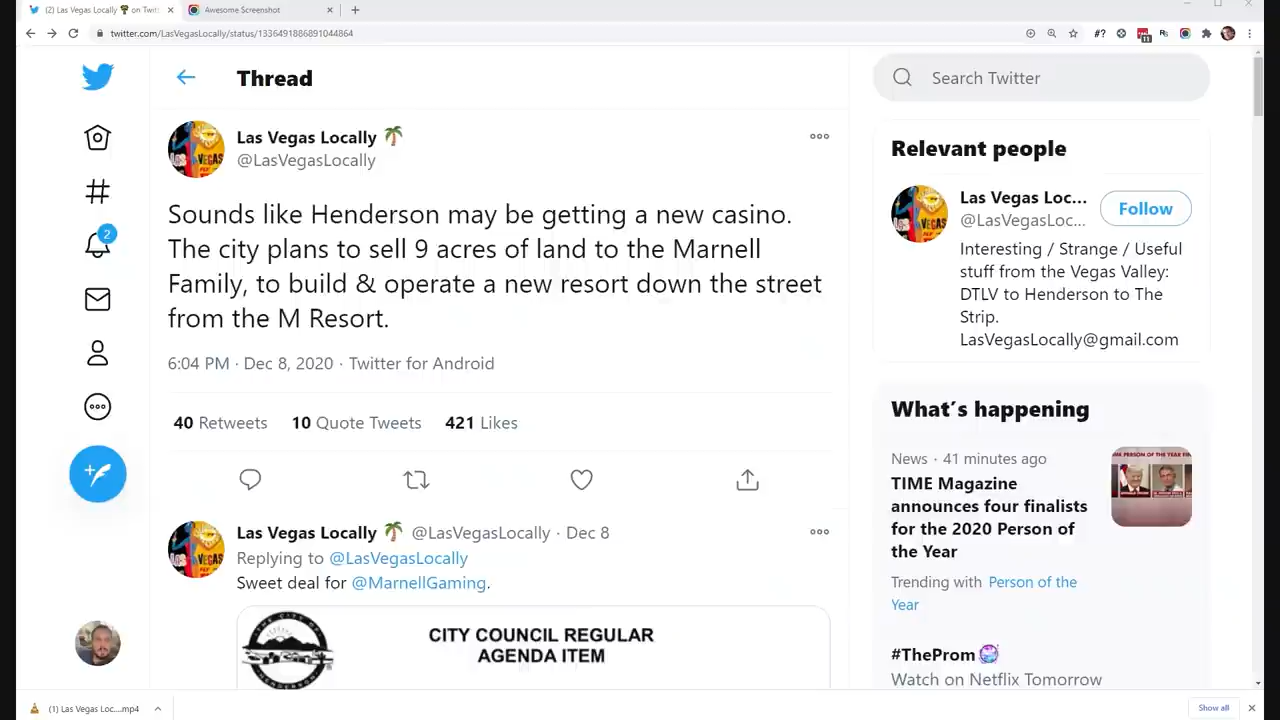 (2) Las Vegas Locally 🌴 on Twitt
Awesome Screenshot
twitter.com/LasVegasLocally/status/1336491886891044864
#?
11
Thread
Search Twitter
Las Vegas Locally 🌴
@LasVegasLocally
Sounds like Henderson may be getting a new casino.
The city plans to sell 9 acres of land to the Marnell
Family, to build & operate a new resort down the street
from the M Resort.
6:04 PM · Dec 8, 2020 · Twitter for Android
40 Retweets 10 Quote Tweets 421 Likes
2
Las Vegas Locally 🌴 @LasVegasLocally · Dec 8
Replying to @LasVegasLocally
Sweet deal for @MarnellGaming.
CITY COUNCIL REGULAR
AGENDA ITEM
Relevant people
Las Vegas Loc...
@LasVegasLoc...
Follow
Interesting / Strange / Useful
stuff from the Vegas Valley:
DTLV to Henderson to The
Strip.
LasVegasLocally@gmail.com
What's happening
News · 41 minutes ago
TIME Magazine
announces four finalists
for the 2020 Person of
the Year
Trending with Person of the
Year
#TheProm
Watch on Netflix Tomorrow
(1) Las Vegas Loc....mp4
Show all